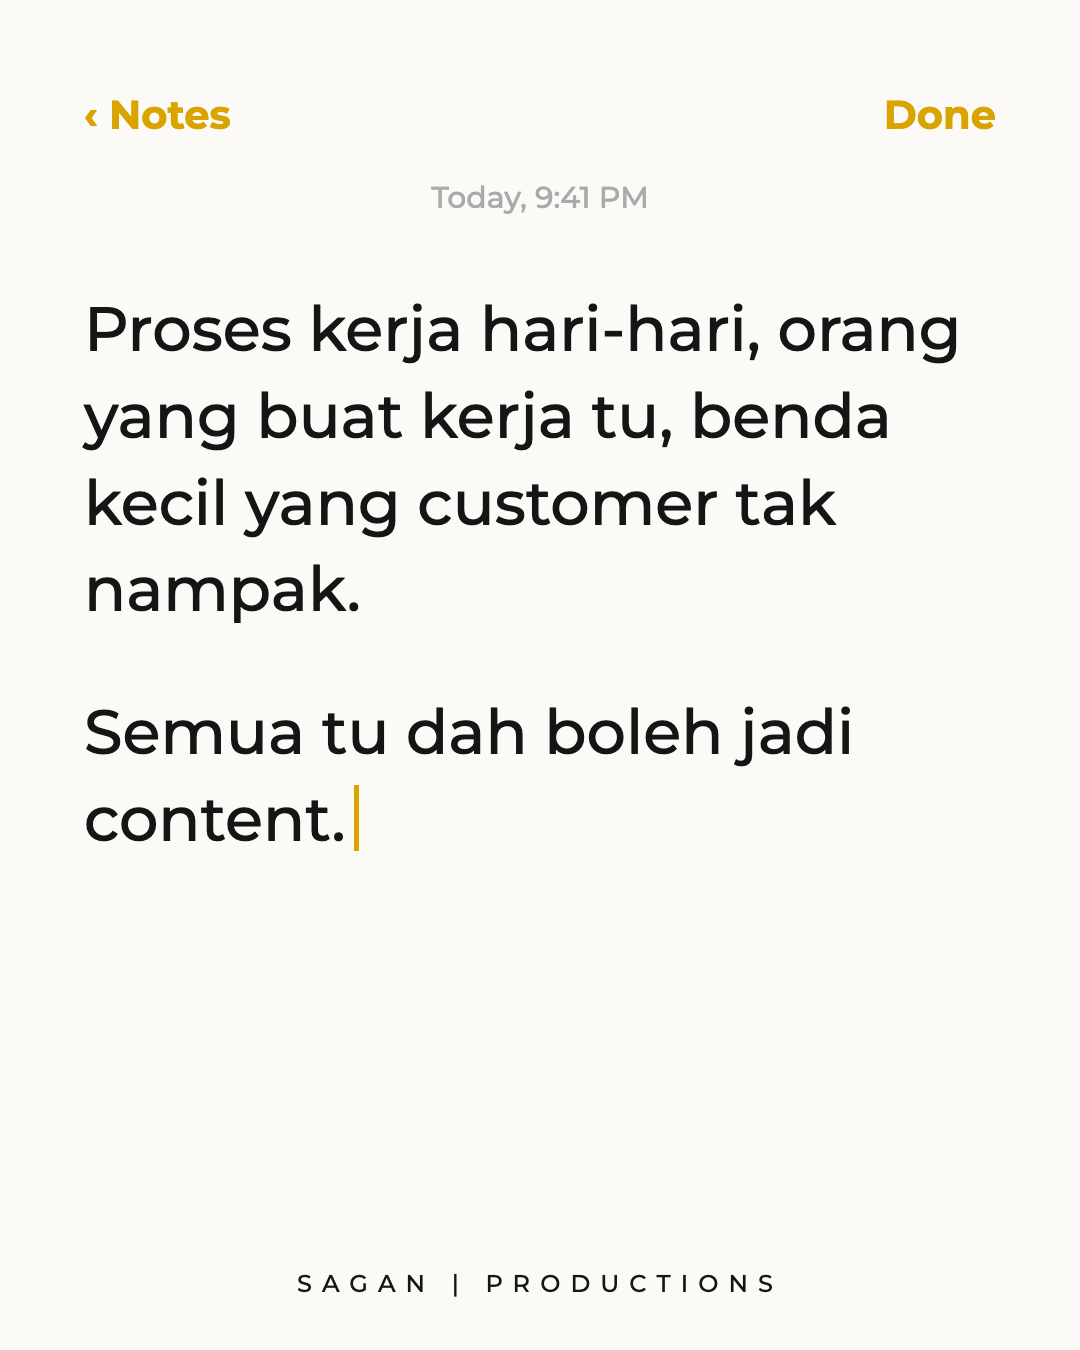 ‹ Notes
Done
Today, 9:41 PM
Proses kerja hari-hari, orang
yang buat kerja tu, benda
kecil yang customer tak
nampak.
Semua tu dah boleh jadi
content.
SAGAN | PRODUCTIONS